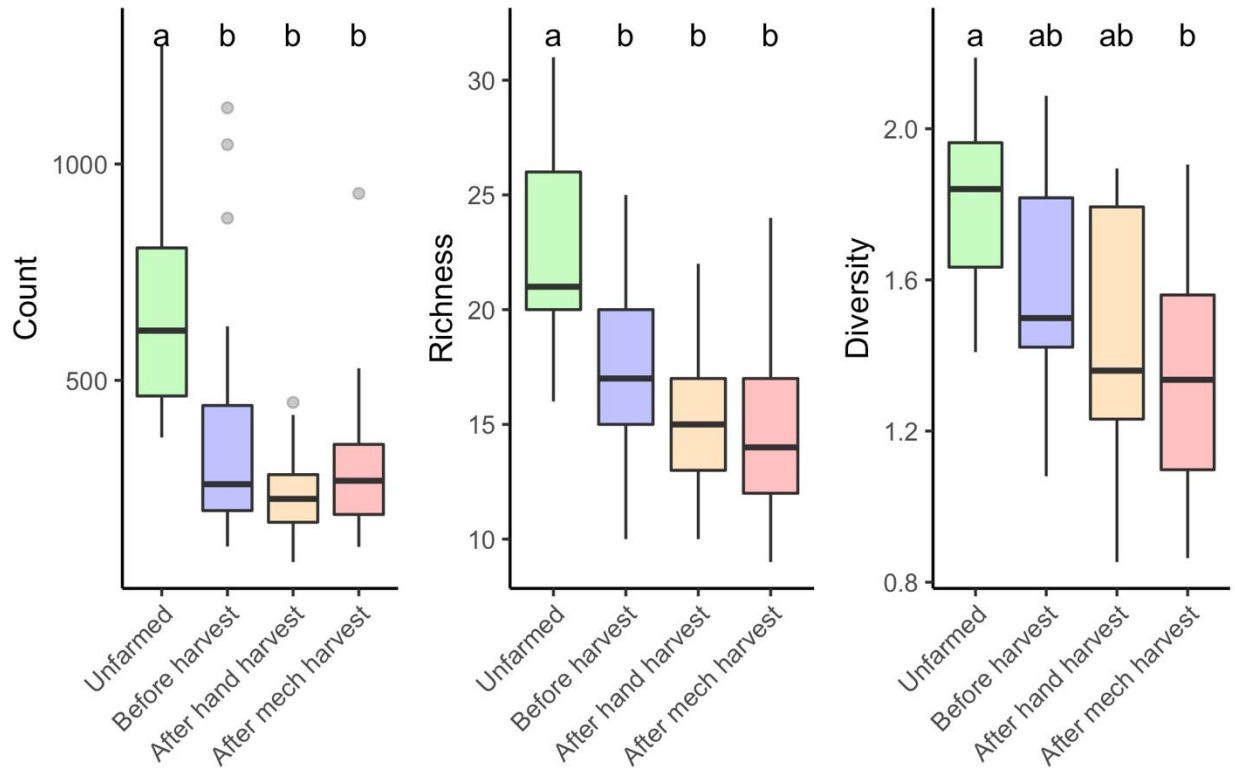 Count
1000
500
a b b b
Unfarmed
Before harvest
After hand harvest
After mech harvest
Richness
30
25
20
15
10
a b b b
Unfarmed
Before harvest
After hand harvest
After mech harvest
Diversity
2.0
1.6
1.2
0.8
a ab ab b
Unfarmed
Before harvest
After hand harvest
After mech harvest